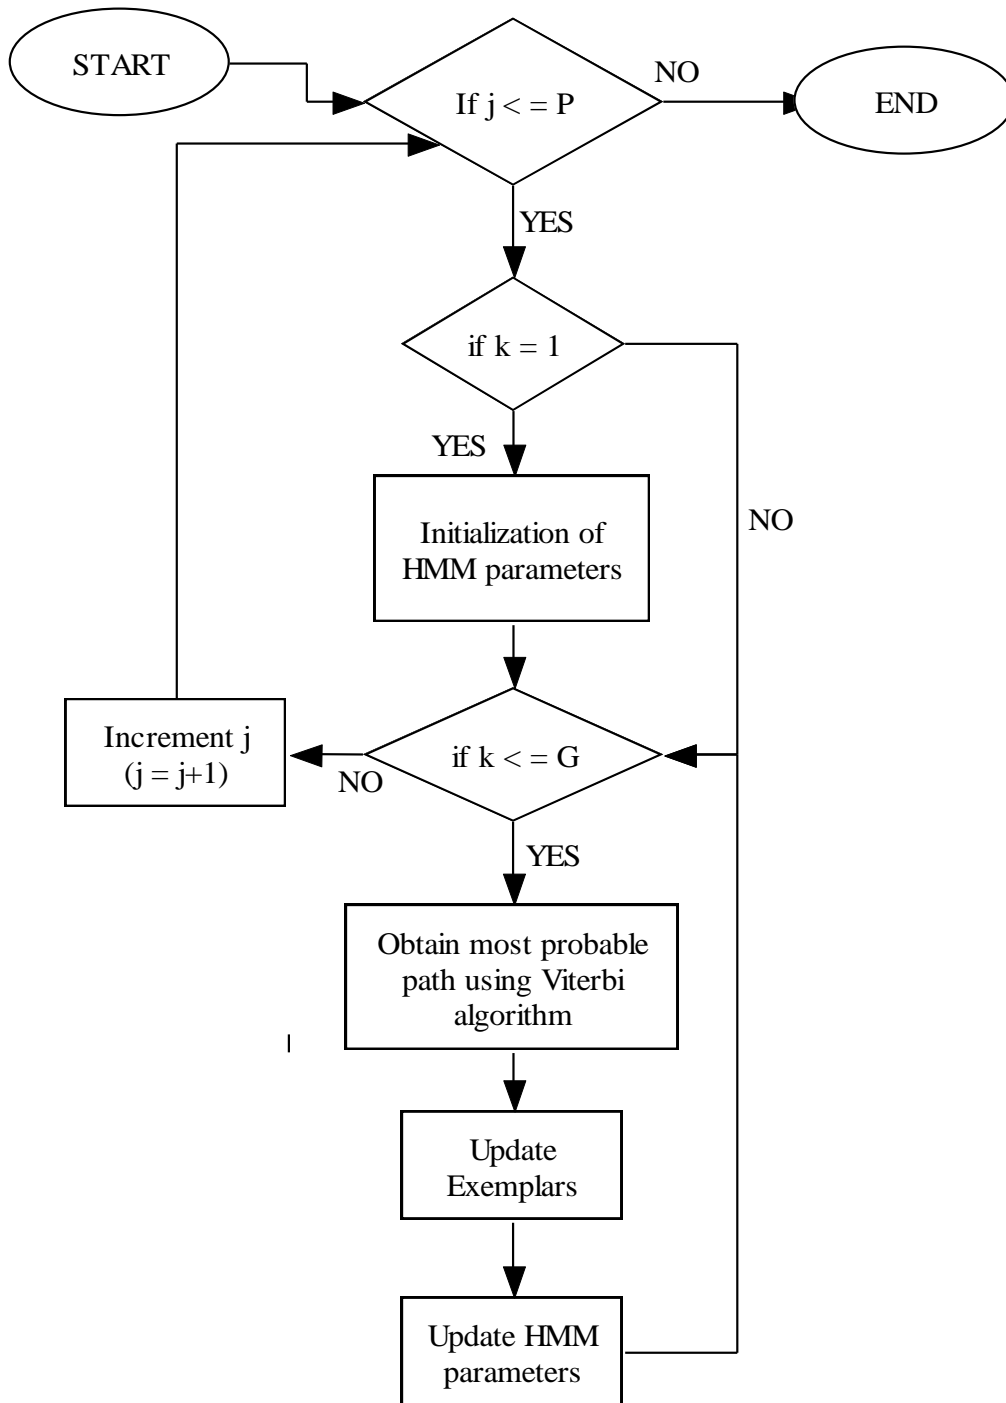 START
If j < = P
NO
END
YES
if k = 1
YES
NO
Initialization of
HMM parameters
Increment j
(j = j+1)
NO
if k < = G
YES
Obtain most probable
path using Viterbi
algorithm
Update
Exemplars
Update HMM
parameters